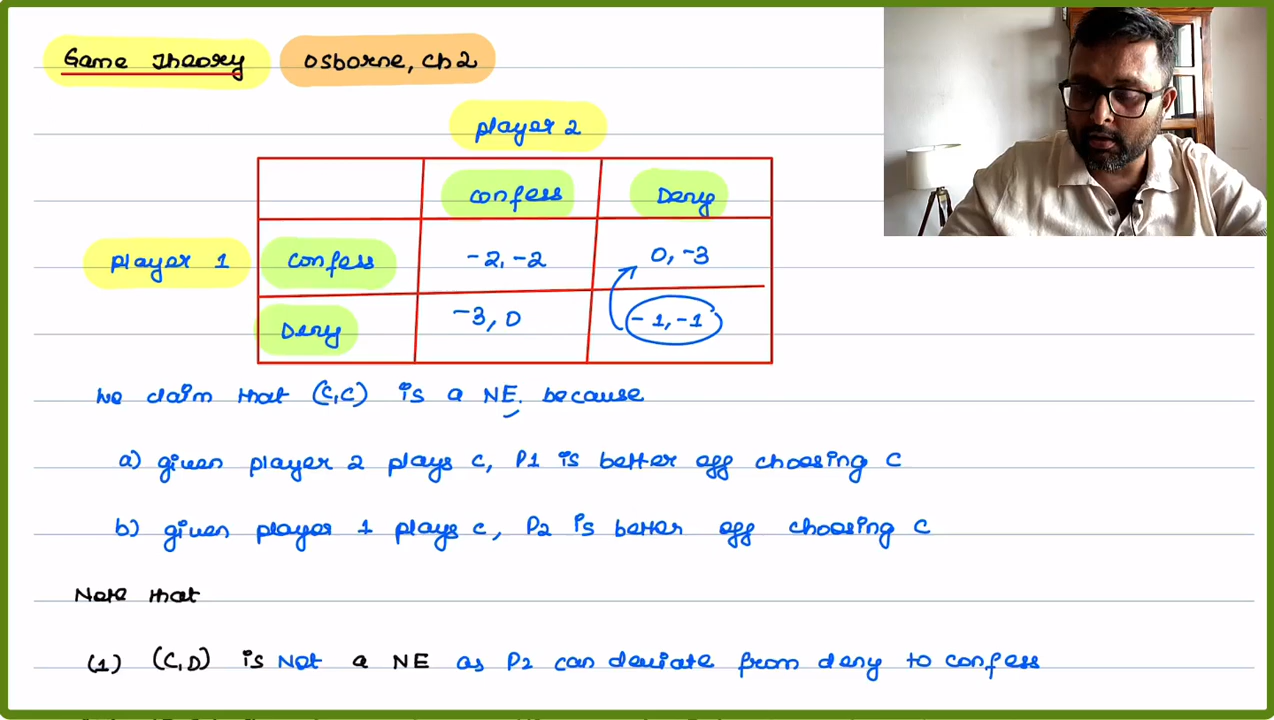 Game Theory Osborne, Ch 2
Player 2
Confess Deny
Player 1 Confess -2, -2 0, -3
Deny -3, 0 -1, -1
We claim that (C,C) is a NE. because
a) given player 2 plays C, P1 is better off choosing C
b) given player 1 plays C, P2 is better off choosing C
Note that
(1) (C,D) is Not a NE as P2 can deviate from deny to confess